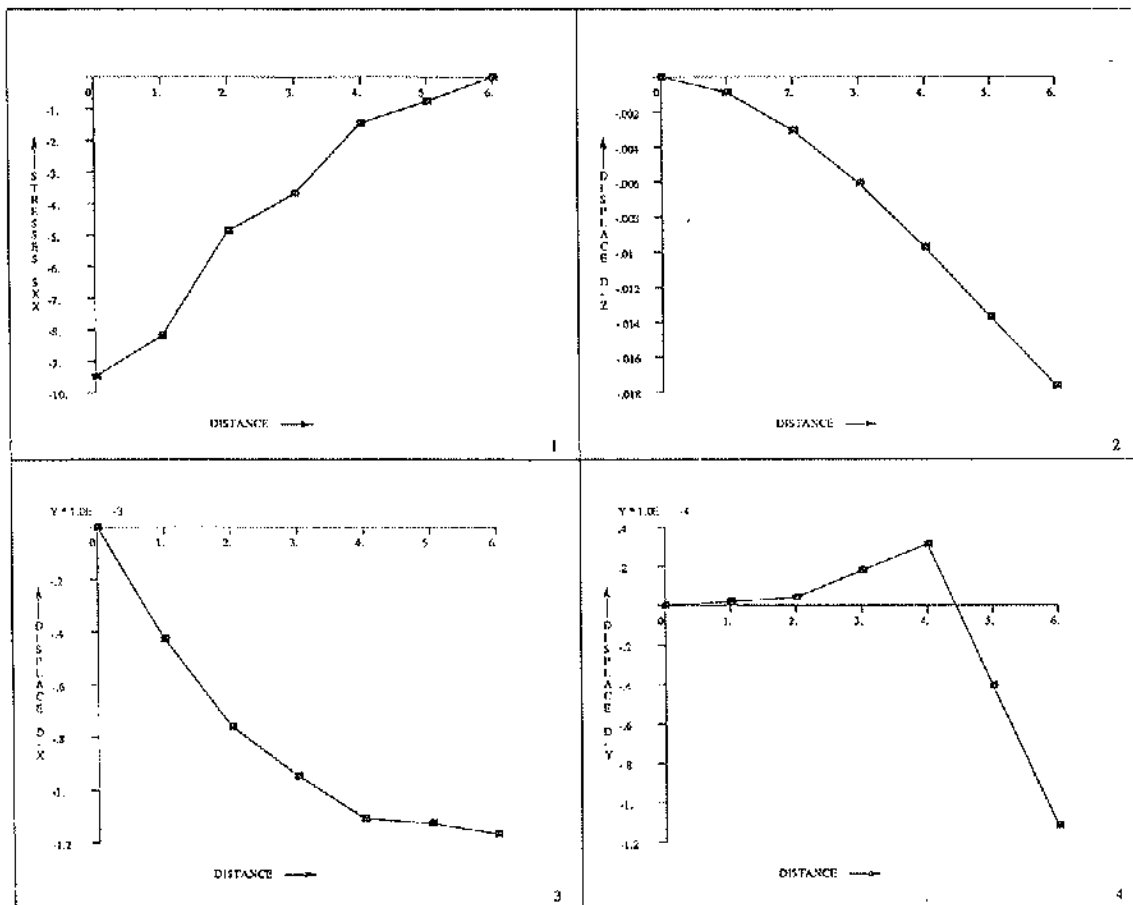 0. 1. 2. 3. 4. 5. 6.
-1.
-2.
-3.
-4.
-5.
-6.
-7.
-8.
-9.
-10.
STRESSES SXX
DISTANCE
1
0. 1. 2. 3. 4. 5. 6.
-.002
-.004
-.006
-.008
-.01
-.012
-.014
-.016
-.018
DISPLACE D.Z
DISTANCE
2
Y * 1.0E -3
0. 1. 2. 3. 4. 5. 6.
-.2
-.4
-.6
-.8
-1.
-1.2
DISPLACE D.X
DISTANCE
3
Y * 1.0E -4
.4
.2
0. 1. 2. 3. 4. 5. 6.
-.2
-.4
-.6
-.8
-1.
-1.2
DISPLACE D.Y
DISTANCE
4